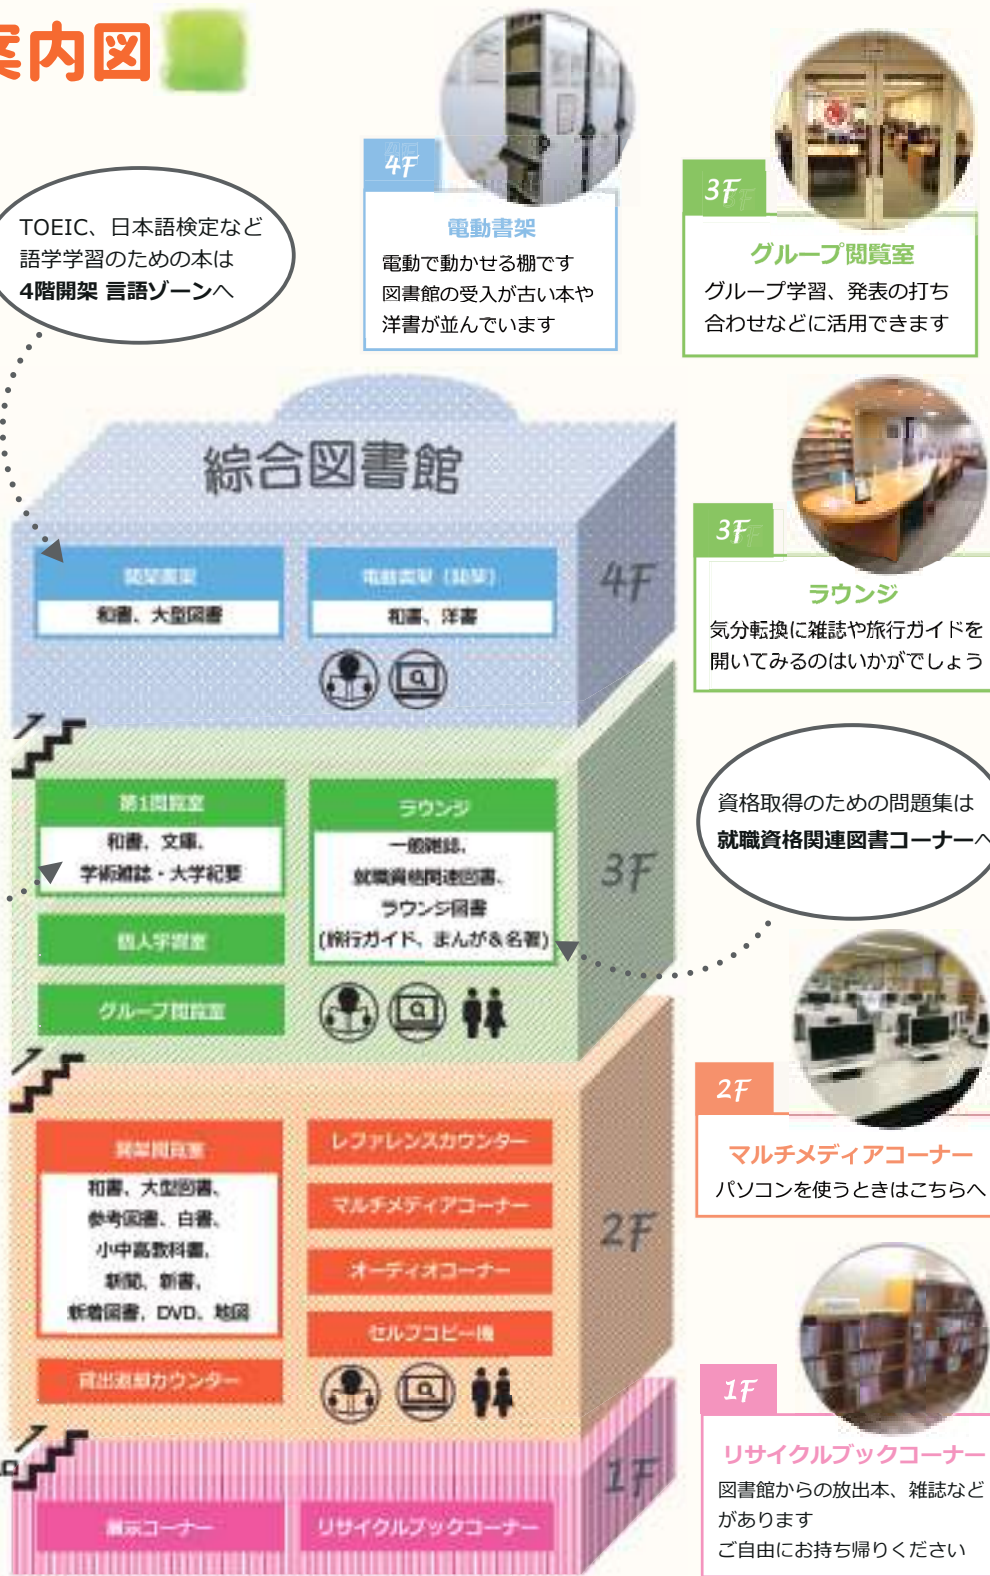 案内図
TOEIC、日本語検定など
語学学習のための本は
4階開架 言語ゾーンへ
4F
電動書架
電動で動かせる棚です
図書館の受入が古い本や
洋書が並んでいます
3F
グループ閲覧室
グループ学習、発表の打ち
合わせなどに活用できます
3F
ラウンジ
気分転換に雑誌や旅行ガイドを
開いてみるのはいかがでしょう
資格取得のための問題集は
就職資格関連図書コーナーへ
2F
マルチメディアコーナー
パソコンを使うときはこちらへ
1F
リサイクルブックコーナー
図書館からの放出本、雑誌など
があります
ご自由にお持ち帰りください
綜合図書館
4F
開架書架
和書、大型図書
電動書架（開架）
和書、洋書
3F
第1閲覧室
和書、文庫、
学術雑誌・大学紀要
個人学習室
グループ閲覧室
ラウンジ
一般雑誌、
就職資格関連図書、
ラウンジ図書
(旅行ガイド、まんが&名著)
2F
開架閲覧室
和書、大型図書、
参考図書、白書、
小中高教科書、
新聞、新書、
新着図書、DVD、地図
貸出返却カウンター
レファレンスカウンター
マルチメディアコーナー
オーディオコーナー
セルフコピー機
1F
展示コーナー
リサイクルブックコーナー